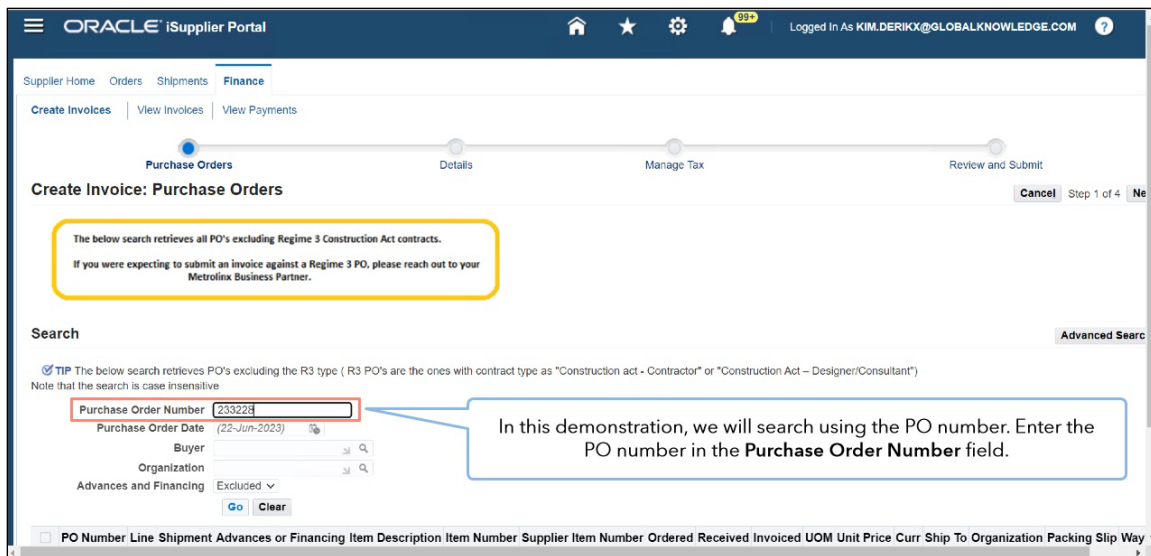 ORACLE iSupplier Portal
99+
Logged In As KIM.DERIKX@GLOBALKNOWLEDGE.COM
?
Supplier Home Orders Shipments Finance
Create Invoices View Invoices View Payments
Purchase Orders Details Manage Tax Review and Submit
Create Invoice: Purchase Orders
Cancel Step 1 of 4 Ne
The below search retrieves all PO's excluding Regime 3 Construction Act contracts.
If you were expecting to submit an invoice against a Regime 3 PO, please reach out to your
Metrolinx Business Partner.
Search
Advanced Searc
TIP The below search retrieves PO's excluding the R3 type ( R3 PO's are the ones with contract type as "Construction act - Contractor" or "Construction Act – Designer/Consultant")
Note that the search is case insensitive
Purchase Order Number 233228
Purchase Order Date (22-Jun-2023)
Buyer
Organization
Advances and Financing Excluded
Go Clear
In this demonstration, we will search using the PO number. Enter the
PO number in the Purchase Order Number field.
PO Number Line Shipment Advances or Financing Item Description Item Number Supplier Item Number Ordered Received Invoiced UOM Unit Price Curr Ship To Organization Packing Slip Way